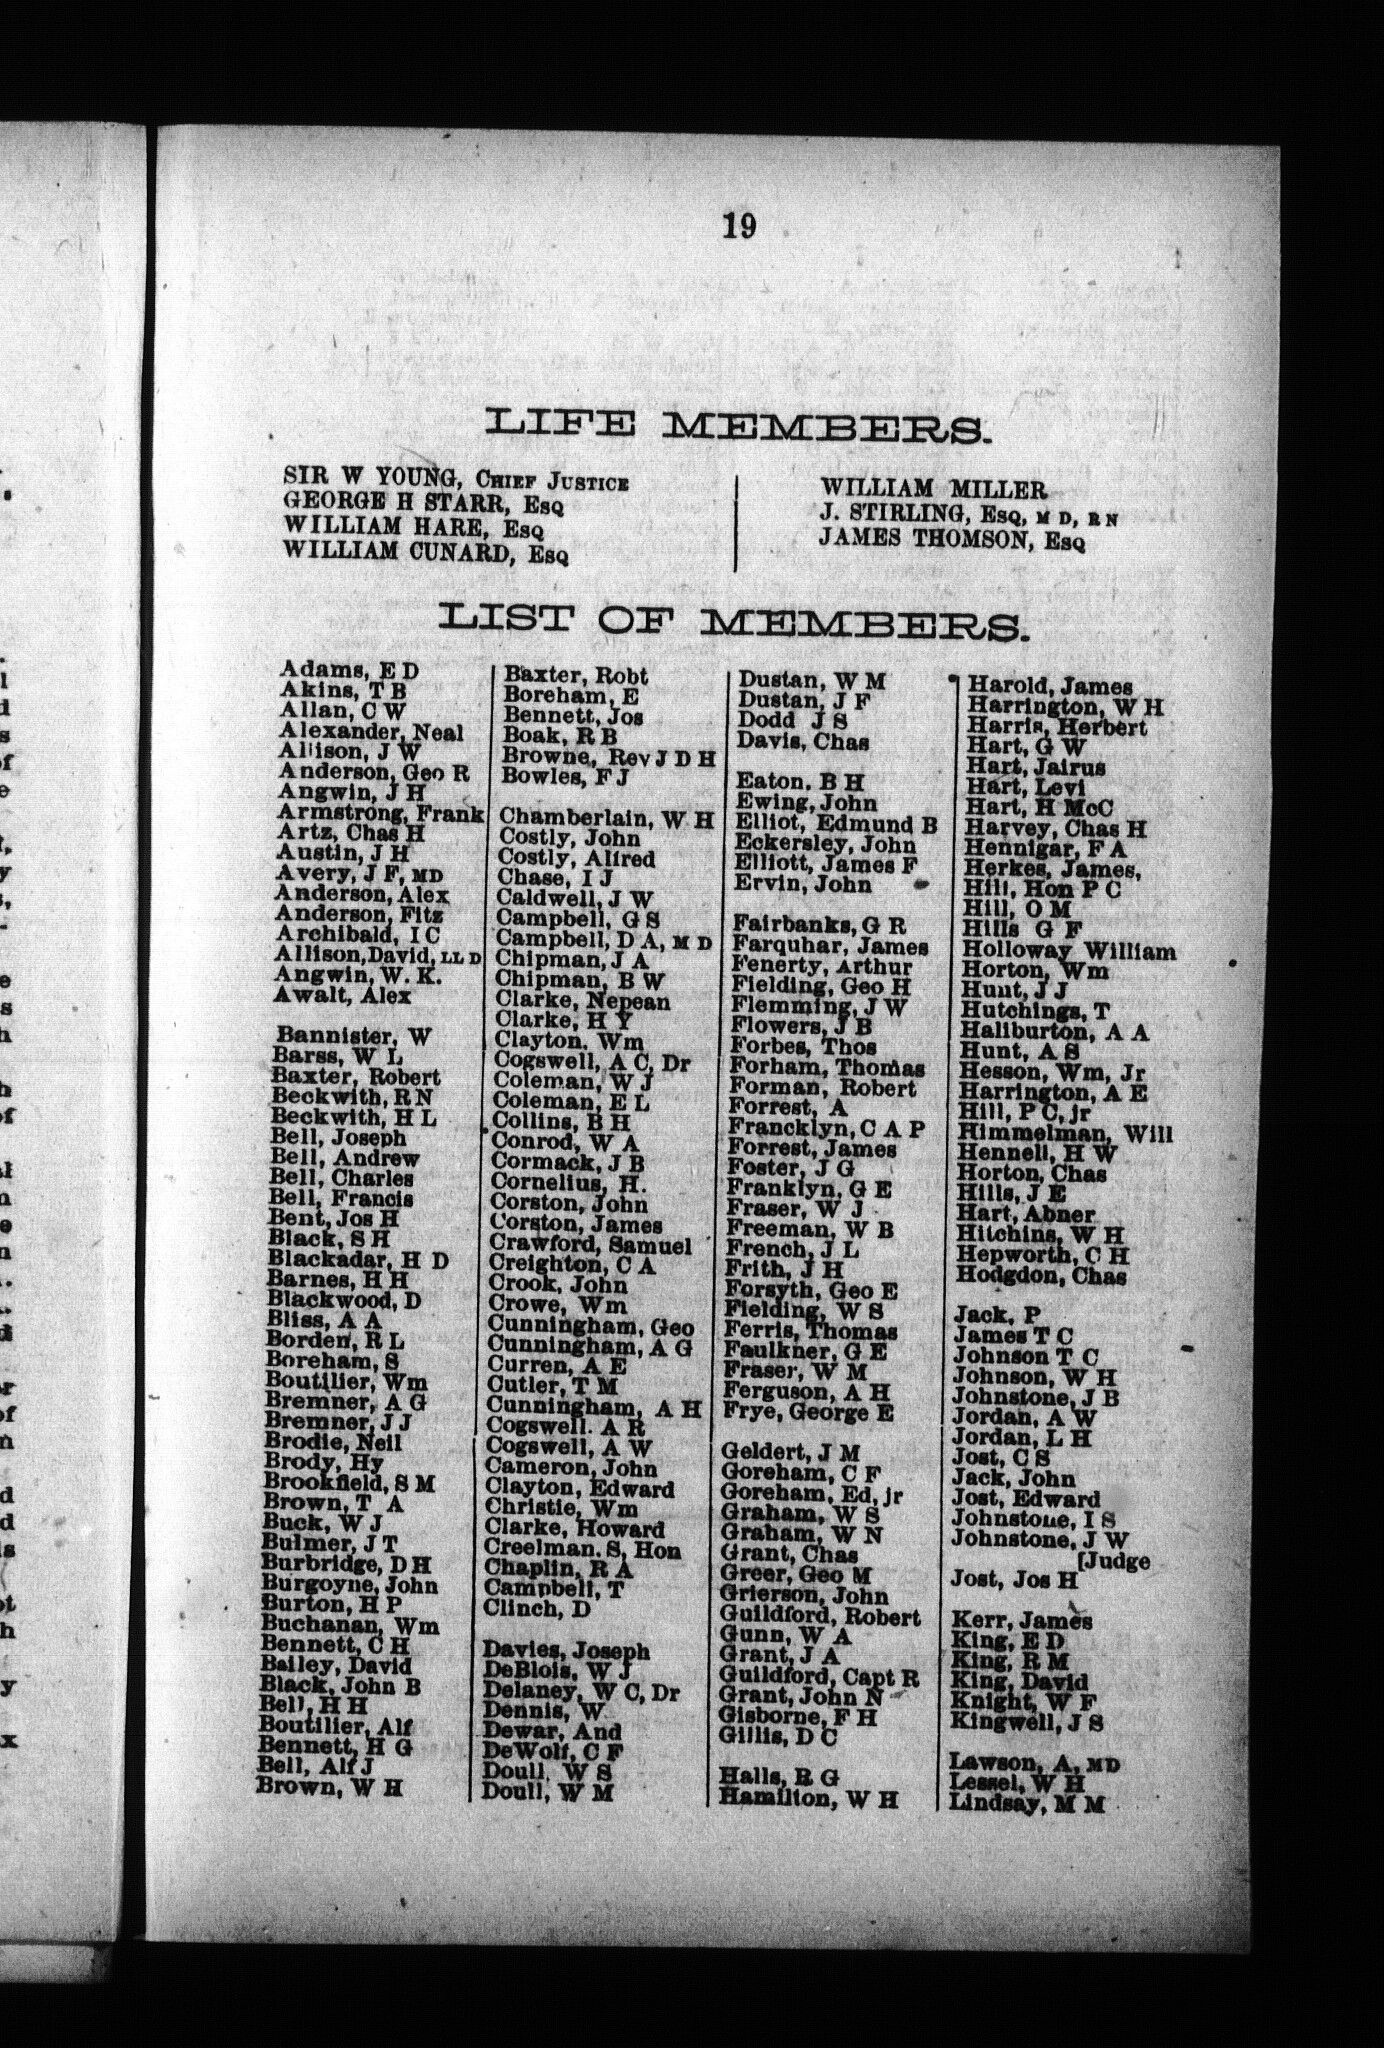 19
LIFE MEMBERS.
SIR W YOUNG, CHIEF JUSTICE
GEORGE H STARR, ESQ
WILLIAM HARE, ESQ
WILLIAM CUNARD, ESQ
WILLIAM MILLER
J. STIRLING, ESQ, M D, R N
JAMES THOMSON, ESQ
LIST OF MEMBERS.
Adams, E D
Akins, T B
Allan, C W
Alexander, Neal
Allison, J W
Anderson, Geo R
Angwin, J H
Armstrong, Frank
Artz, Chas H
Austin, J H
Avery, J F, MD
Anderson, Alex
Anderson, Fitz
Archibald, I C
Allison, David, LL D
Angwin, W. K.
Awalt, Alex
Bannister, W
Barss, W L
Baxter, Robert
Beckwith, R N
Beckwith, H L
Bell, Joseph
Bell, Andrew
Bell, Charles
Bell, Francis
Bent, Jos H
Black, S H
Blackadar, H D
Barnes, H H
Blackwood, D
Bliss, A A
Borden, R L
Boreham, S
Boutilier, Wm
Bremner, A G
Bremner, J J
Brodie, Neil
Brody, Hy
Brookfield, S M
Brown, T A
Buck, W J
Bulmer, J T
Burbridge, D H
Burgoyne, John
Burton, H P
Buchanan, Wm
Bennett, C H
Bailey, David
Black, John B
Bell, H H
Boutilier, Alf
Bennett, H G
Bell, Alf J
Brown, W H
Baxter, Robt
Boreham, E
Bennett, Jos
Boak, R B
Browne, Rev J D H
Bowles, F J
Chamberlain, W H
Costly, John
Costly, Alfred
Chase, I J
Caldwell, J W
Campbell, G S
Campbell, D A, M D
Chipman, J A
Chipman, B W
Clarke, Nepean
Clarke, H Y
Clayton. Wm
Cogswell, A C, Dr
Coleman, W J
Coleman, E L
Collins, B H
Conrod, W A
Cormack, J B
Cornelius, H.
Corston, John
Corston, James
Crawford, Samuel
Creighton, C A
Crook, John
Crowe, Wm
Cunningham, Geo
Cunningham, A G
Curren, A E
Cutler, T M
Cunningham, A H
Cogswell. A R
Cogswell, A W
Cameron, John
Clayton, Edward
Christie, Wm
Clarke, Howard
Creelman. S, Hon
Chaplin, R A
Campbell, T
Clinch, D
Davies, Joseph
DeBlois, W J
Delaney, W C, Dr
Dennis, W
Dewar, And
DeWolf, C F
Doull, W S
Doull, W M
Dustan, W M
Dustan, J F
Dodd J S
Davis, Chas
Eaton. B H
Ewing, John
Elliot, Edmund B
Eckersley, John
Elliott, James F
Ervin, John
Fairbanks, G R
Farquhar, James
Fenerty, Arthur
Fielding, Geo H
Flemming, J W
Flowers, J B
Forbes, Thos
Forham, Thomas
Forman, Robert
Forrest, A
Francklyn, C A P
Forrest, James
Foster, J G
Franklyn, G E
Fraser, W J
Freeman, W B
French, J L
Frith, J H
Forsyth, Geo E
Fielding, W S
Ferris, Thomas
Faulkner, G E
Fraser, W M
Ferguson, A H
Frye, George E
Geldert, J M
Goreham, C F
Goreham, Ed, jr
Graham, W S
Graham, W N
Grant, Chas
Greer, Geo M
Grierson, John
Guildford, Robert
Gunn, W A
Grant, J A
Guildford, Capt R
Grant, John N
Gisborne, F H
Gillis, D C
Halls, R G
Hamilton, W H
Harold, James
Harrington, W H
Harris, Herbert
Hart, G W
Hart, Jairus
Hart, Levi
Hart, H McC
Harvey, Chas H
Hennigar, F A
Herkes, James,
Hill, Hon P C
Hill, O M
Hills G F
Holloway William
Horton, Wm
Hunt, J J
Hutchings, T
Haliburton, A A
Hunt, A S
Hesson, Wm, Jr
Harrington, A E
Hill, P C, jr
Himmelman, Will
Hennell, H W
Horton, Chas
Hills, J E
Hart, Abner
Hitchins, W H
Hepworth, C H
Hodgdon, Chas
Jack. P
James T C
Johnson T C
Johnson, W H
Johnstone, J B
Jordan, A W
Jordan, L H
Jost, C S
Jack, John
Jost, Edward
Johnstone, I S
Johnstone, J W
[Judge
Jost, Jos H
Kerr, James
King, E D
King, R M
King, David
Knight, W F
Kingwell, J S
Lawson, A, MD
Lessel, W H
Lindsay, M M